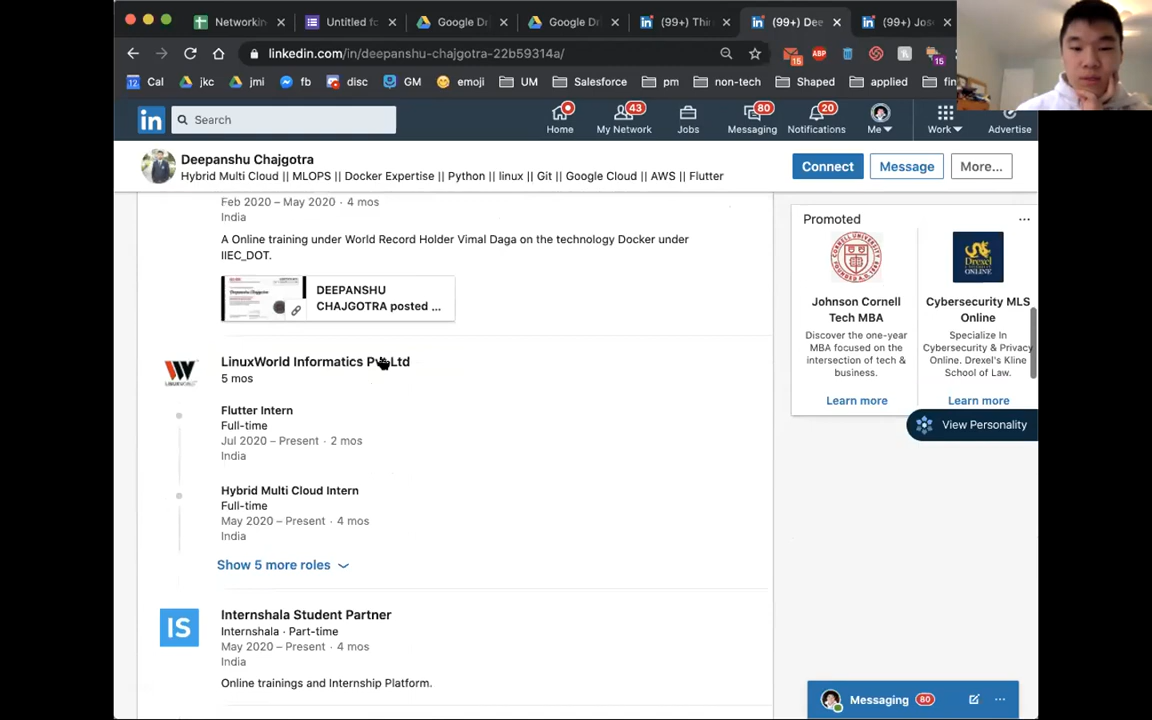 Networkin
Untitled fo
Google Dr
Google Dr
(99+) Thir
(99+) Dee
(99+) Jos
linkedin.com/in/deepanshu-chajgotra-22b59314a/
15
ABP
15
12 Cal
jkc
jmi
fb
disc
GM
emoji
UM
Salesforce
pm
non-tech
Shaped
applied
fin
in
Search
Home
43
My Network
Jobs
80
Messaging
20
Notifications
Me
Work
Advertise
Deepanshu Chajgotra
Hybrid Multi Cloud || MLOPS || Docker Expertise || Python || linux || Git || Google Cloud || AWS || Flutter
Connect
Message
More...
Feb 2020 – May 2020 · 4 mos
India
A Online training under World Record Holder Vimal Daga on the technology Docker under
IIEC_DOT.
DEEPANSHU
CHAJGOTRA posted ...
LinuxWorld Informatics Pvt Ltd
5 mos
Flutter Intern
Full-time
Jul 2020 – Present · 2 mos
India
Hybrid Multi Cloud Intern
Full-time
May 2020 – Present · 4 mos
India
Show 5 more roles
IS
Internshala Student Partner
Internshala · Part-time
May 2020 – Present · 4 mos
India
Online trainings and Internship Platform.
Promoted
...
Johnson Cornell
Tech MBA
Discover the one-year
MBA focused on the
intersection of tech &
business.
Learn more
Cybersecurity MLS
Online
Specialize In
Cybersecurity & Privacy
Online. Drexel's Kline
School of Law.
Learn more
View Personality
Messaging 80
...